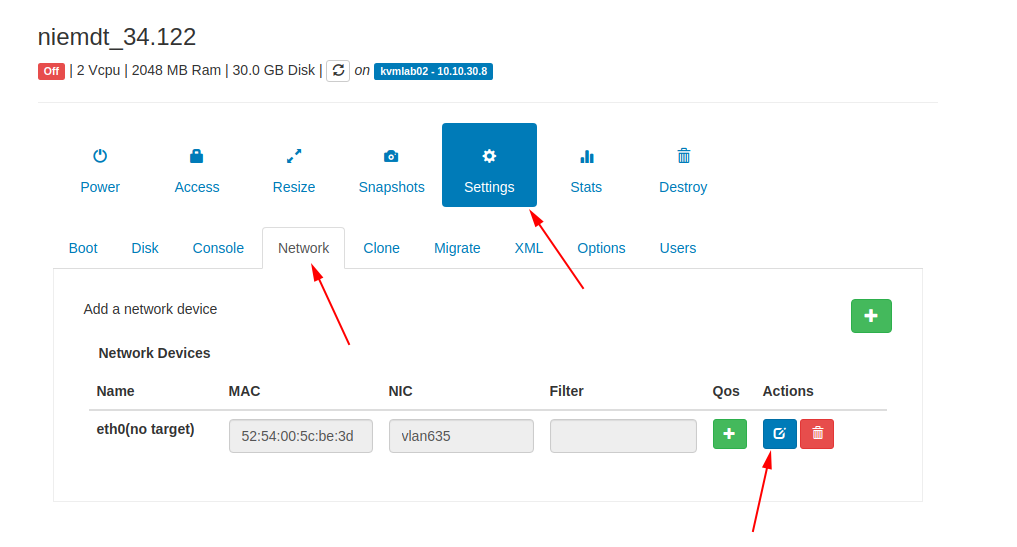 niemdt_34.122
Off | 2 Vcpu | 2048 MB Ram | 30.0 GB Disk | on kvmlab02 - 10.10.30.8
Power Access Resize Snapshots Settings Stats Destroy
Boot Disk Console Network Clone Migrate XML Options Users
Add a network device
Network Devices
Name MAC NIC Filter Qos Actions
eth0(no target) 52:54:00:5c:be:3d vlan635